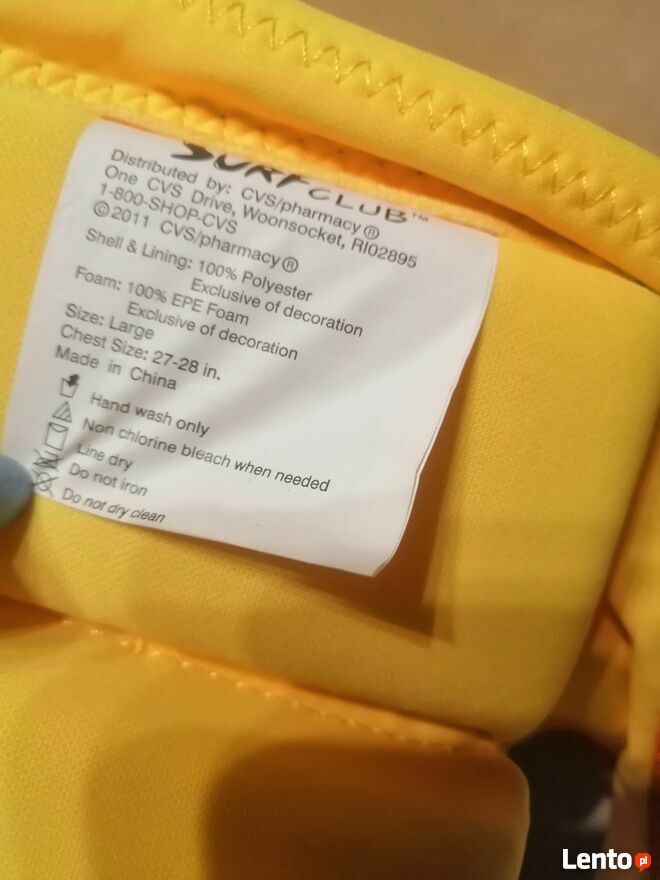 SURF CLUB™
Distributed by: CVS/pharmacy®
One CVS Drive, Woonsocket, RI02895
1-800-SHOP-CVS
©2011 CVS/pharmacy®
Shell & Lining: 100% Polyester
Exclusive of decoration
Foam: 100% EPE Foam
Exclusive of decoration
Size: Large
Chest Size: 27-28 in.
Made in China
Hand wash only
Non chlorine bleach when needed
Line dry
Do not iron
Do not dry clean
Lento pl